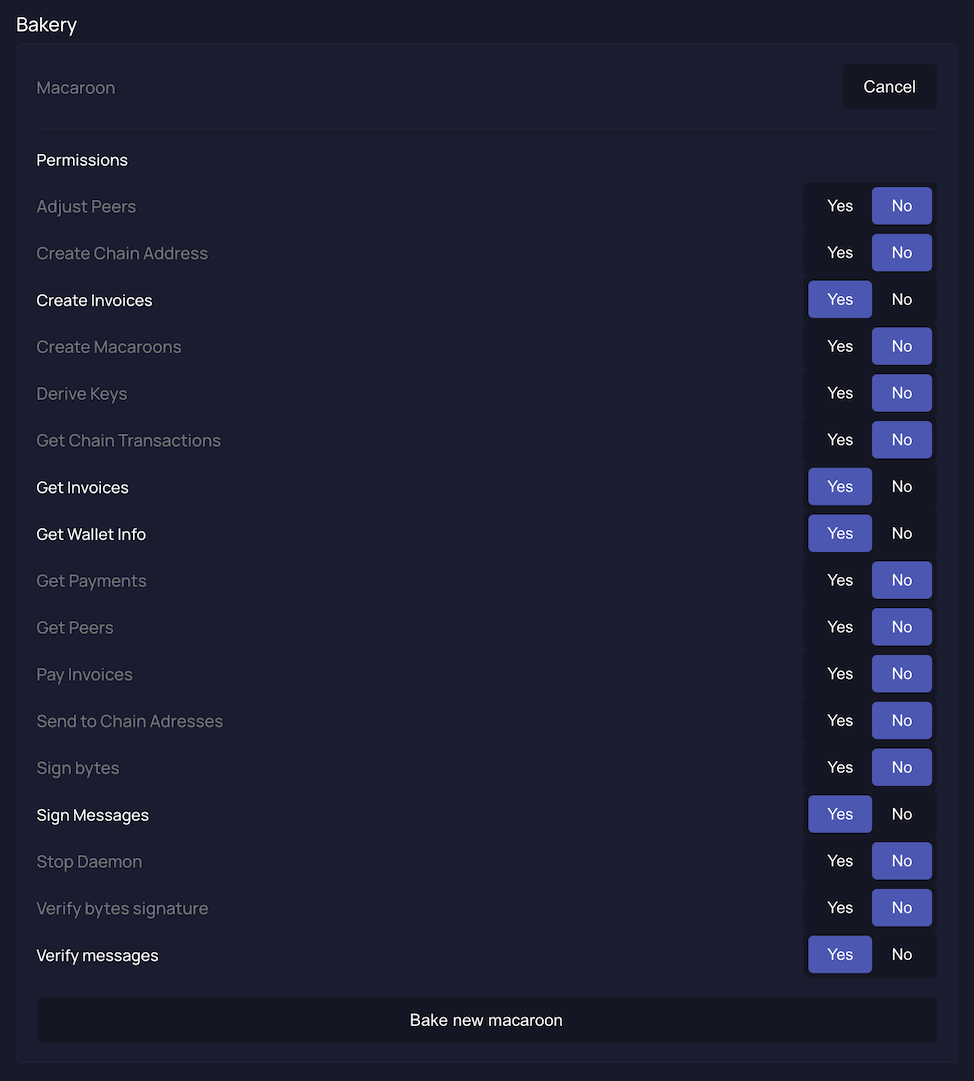 Bakery
Macaroon Cancel
Permissions
Adjust Peers Yes No
Create Chain Address Yes No
Create Invoices Yes No
Create Macaroons Yes No
Derive Keys Yes No
Get Chain Transactions Yes No
Get Invoices Yes No
Get Wallet Info Yes No
Get Payments Yes No
Get Peers Yes No
Pay Invoices Yes No
Send to Chain Adresses Yes No
Sign bytes Yes No
Sign Messages Yes No
Stop Daemon Yes No
Verify bytes signature Yes No
Verify messages Yes No
Bake new macaroon